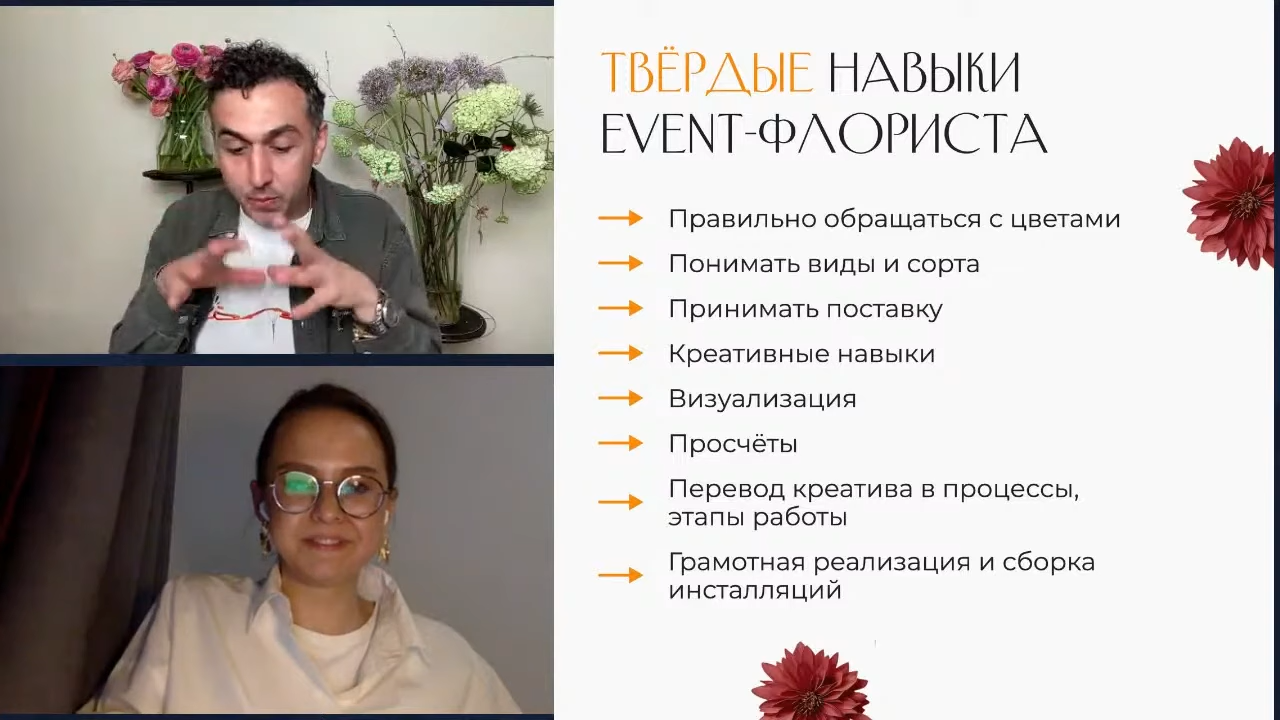 ТВЁРДЫЕ НАВЫКИ
EVENT-ФЛОРИСТА
Правильно обращаться с цветами
Понимать виды и сорта
Принимать поставку
Креативные навыки
Визуализация
Просчёты
Перевод креатива в процессы,
этапы работы
Грамотная реализация и сборка
инсталляций